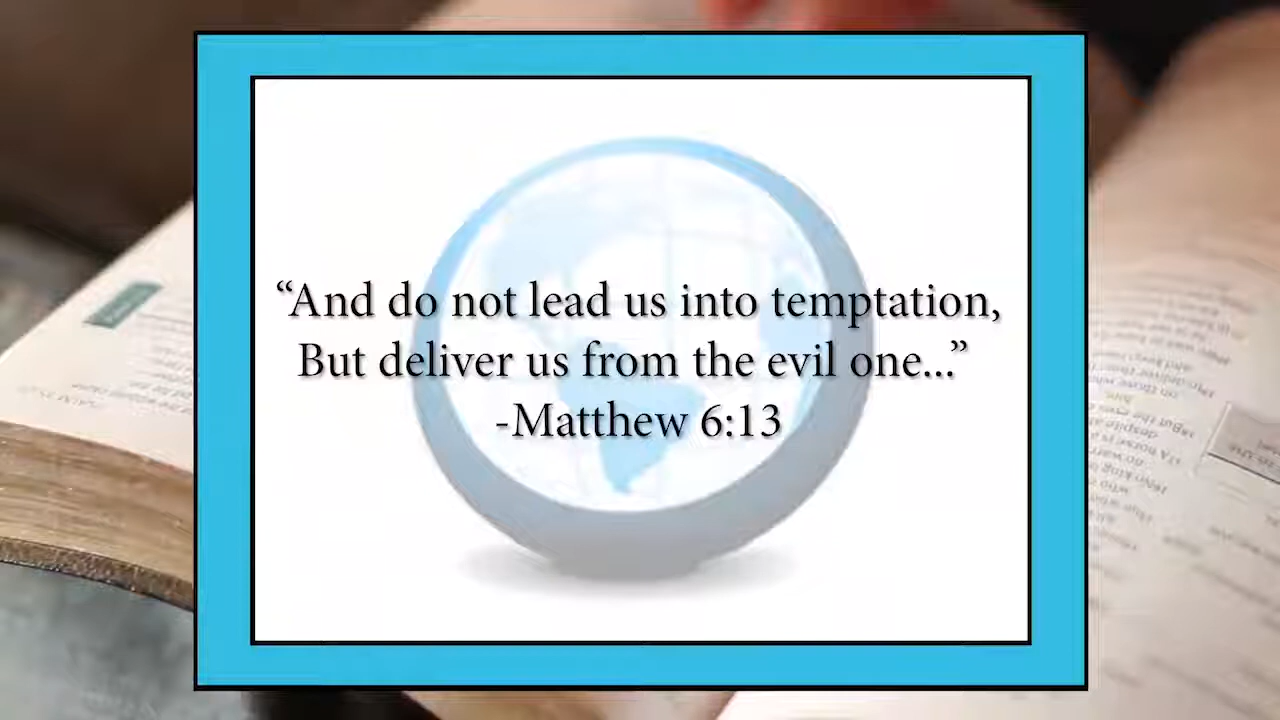 “And do not lead us into temptation,
But deliver us from the evil one...”
-Matthew 6:13